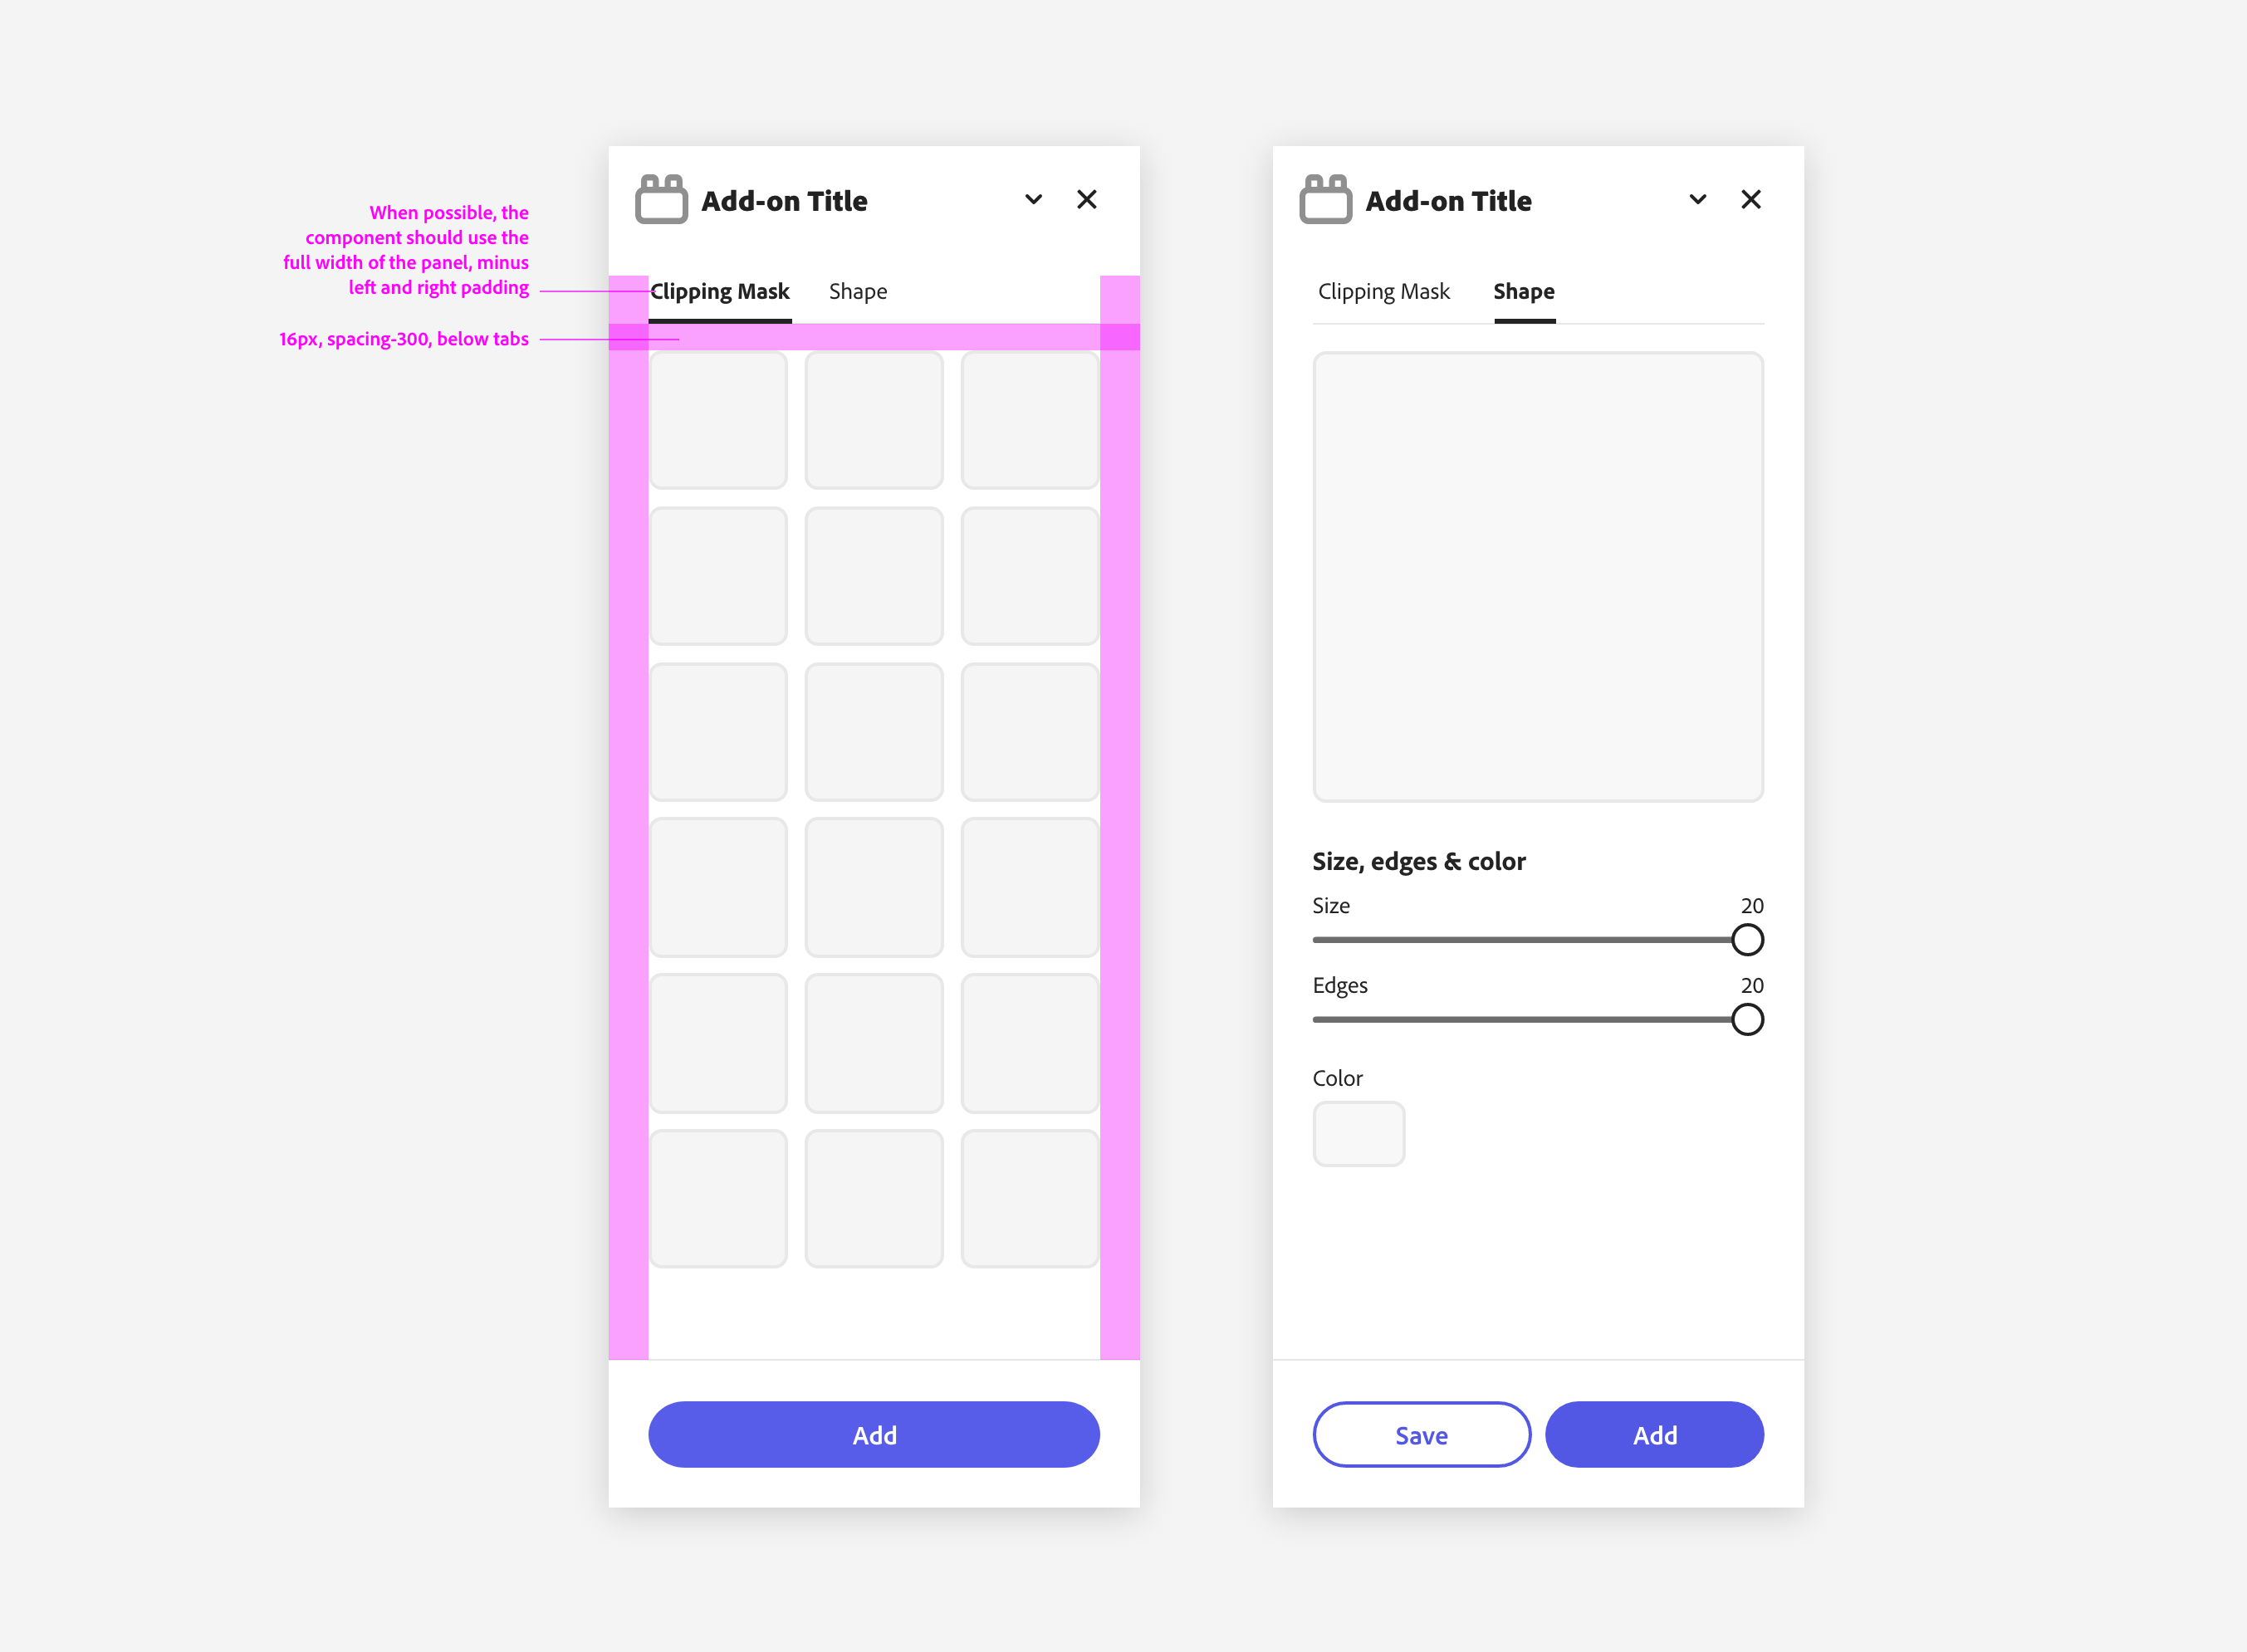 When possible, the
component should use the
full width of the panel, minus
left and right padding
16px, spacing-300, below tabs
Add-on Title
Clipping Mask Shape
Add
Add-on Title
Clipping Mask Shape
Size, edges & color
Size 20
Edges 20
Color
Save Add